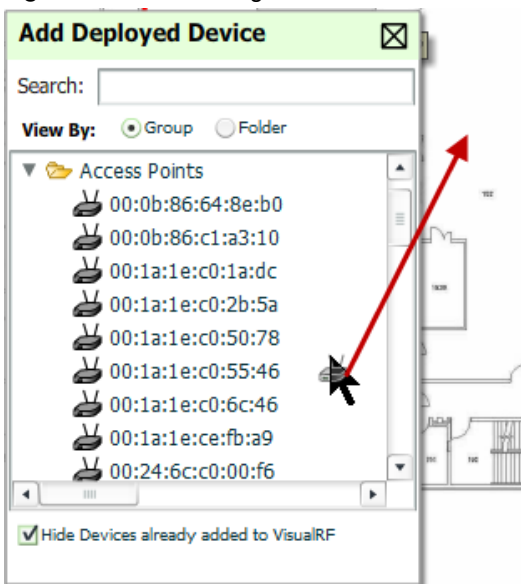 Add Deployed Device
Search:
View By: Group Folder
Access Points
00:0b:86:64:8e:b0
00:0b:86:c1:a3:10
00:1a:1e:c0:1a:dc
00:1a:1e:c0:2b:5a
00:1a:1e:c0:50:78
00:1a:1e:c0:55:46
00:1a:1e:c0:6c:46
00:1a:1e:ce:fb:a9
00:24:6c:c0:00:f6
Hide Devices already added to VisualRF